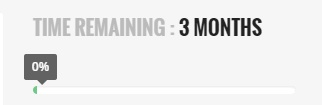 TIME REMAINING : 3 MONTHS
0%